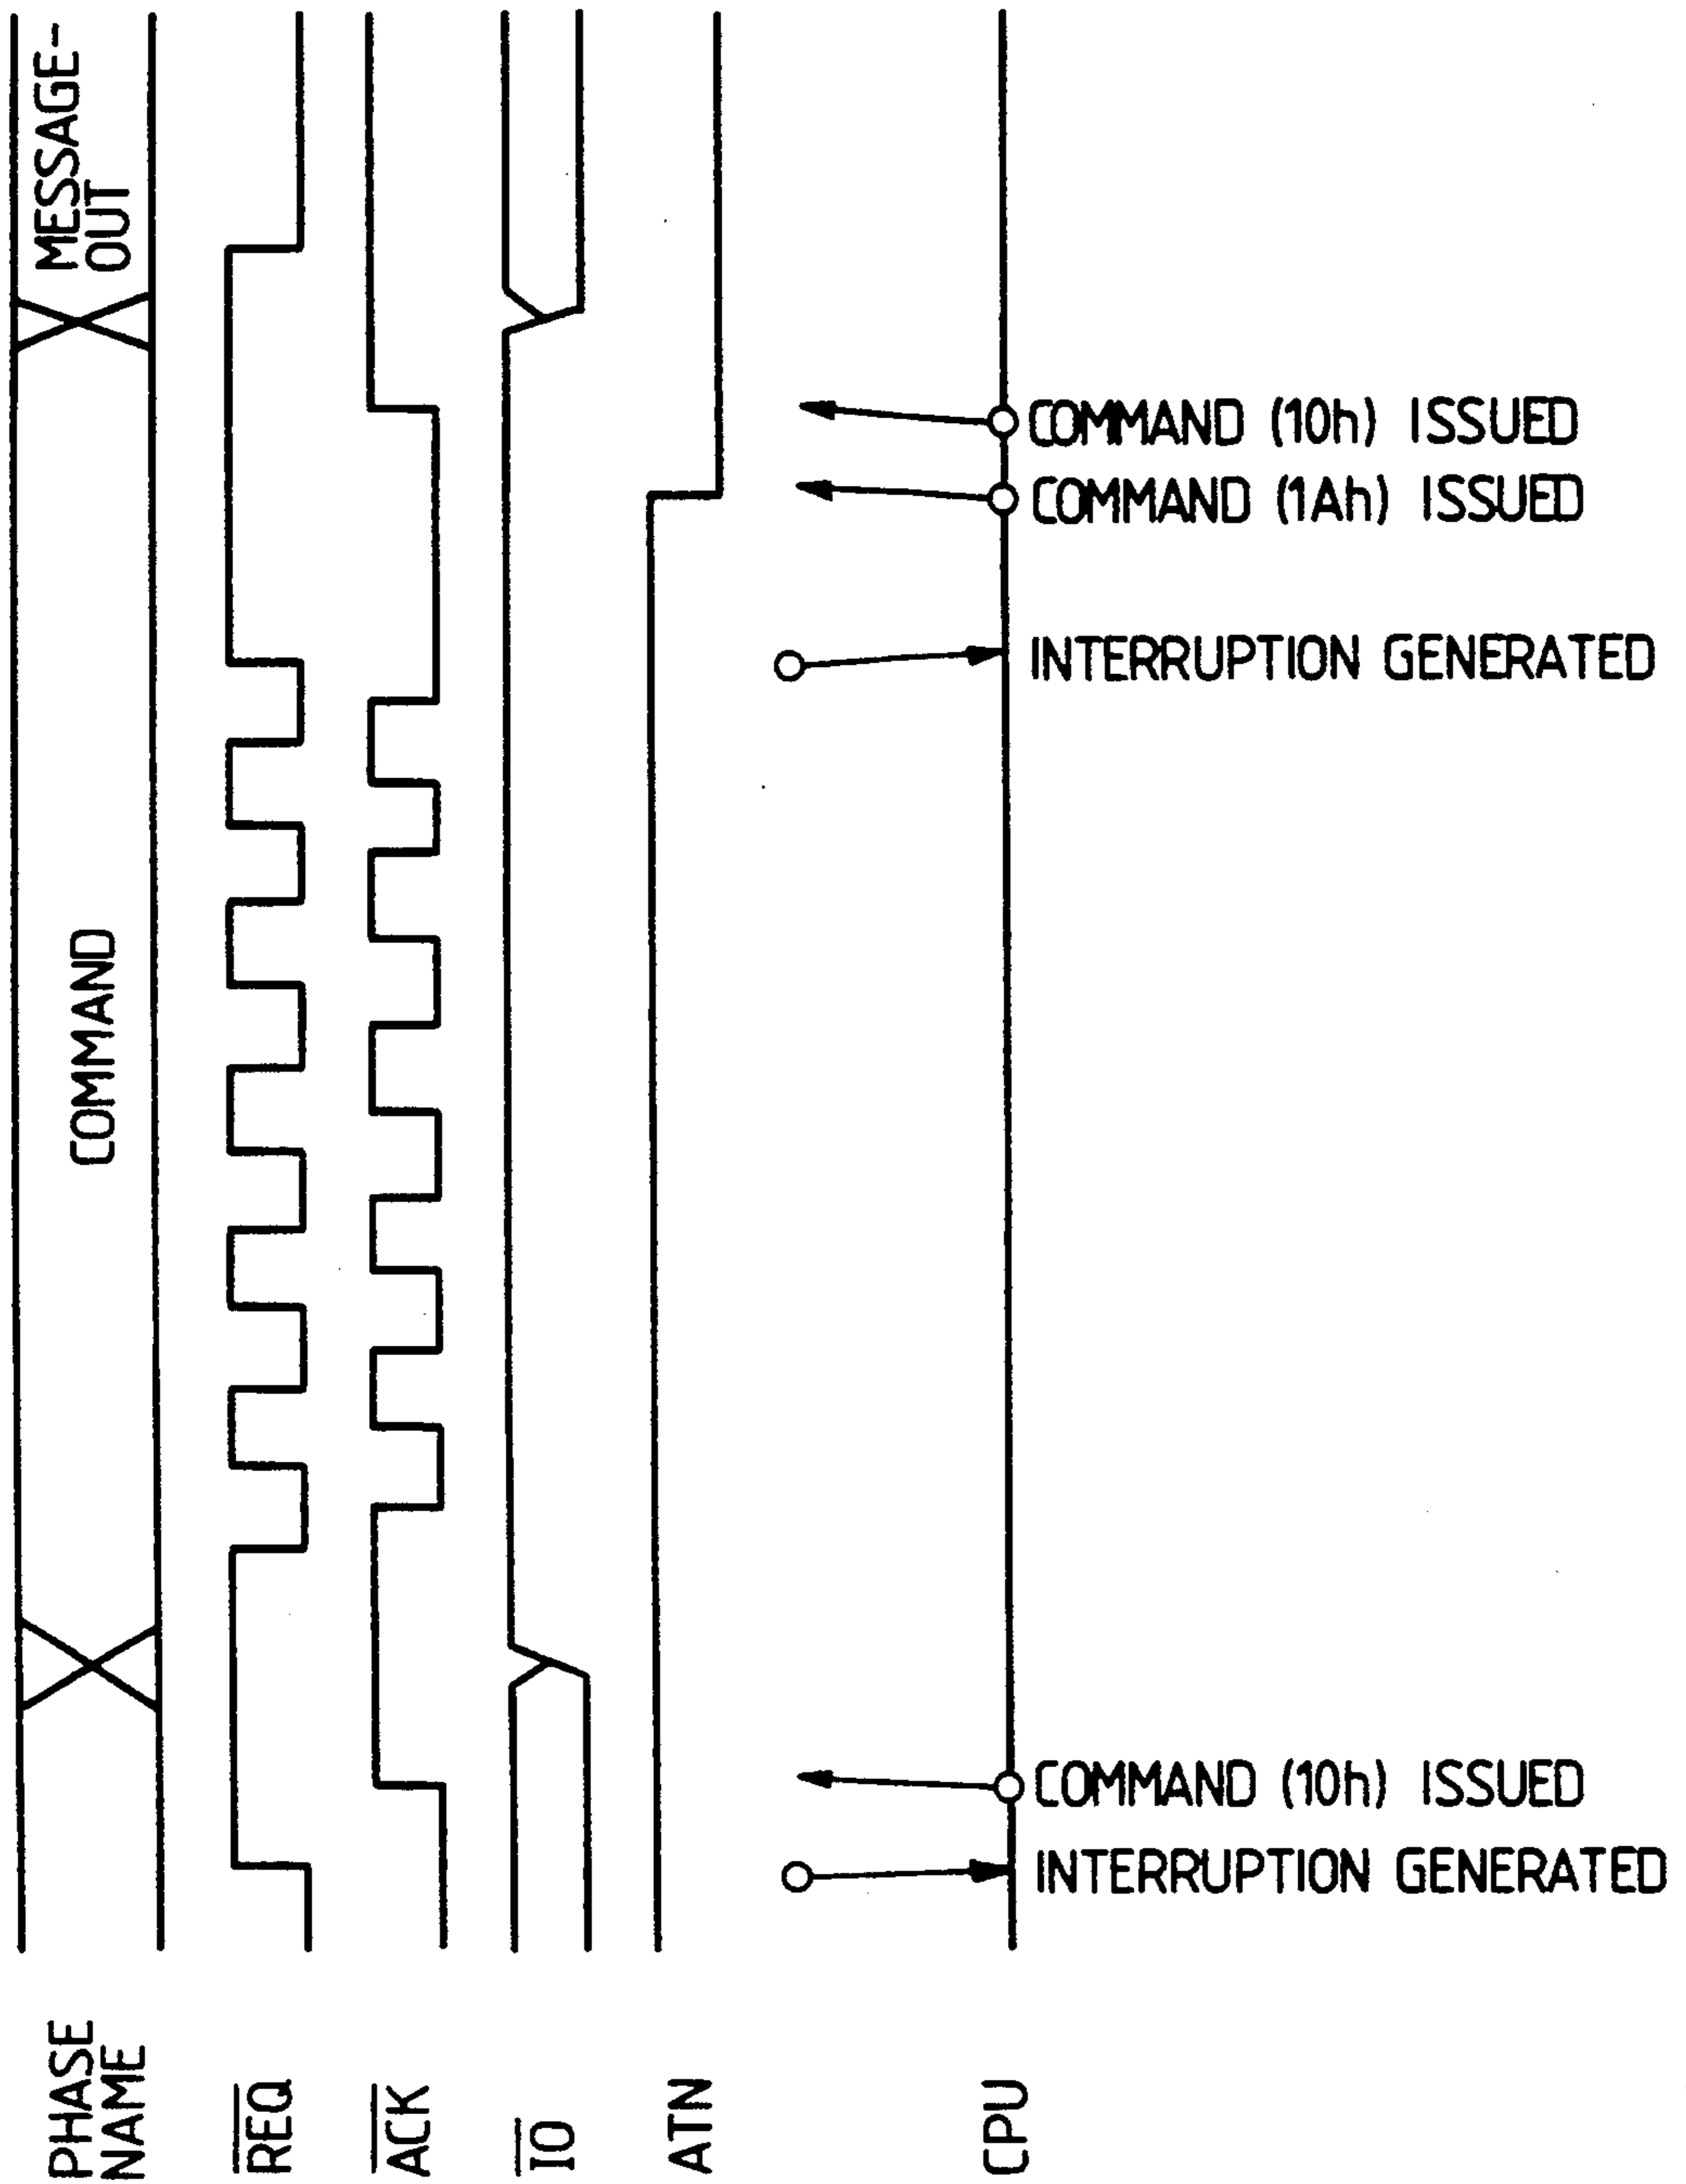 PHASE
NAME
COMMAND
MESSAGE-
OUT
REQ
ACK
IO
ATN
CPU
INTERRUPTION GENERATED
COMMAND (10h) ISSUED
INTERRUPTION GENERATED
COMMAND (1Ah) ISSUED
COMMAND (10h) ISSUED